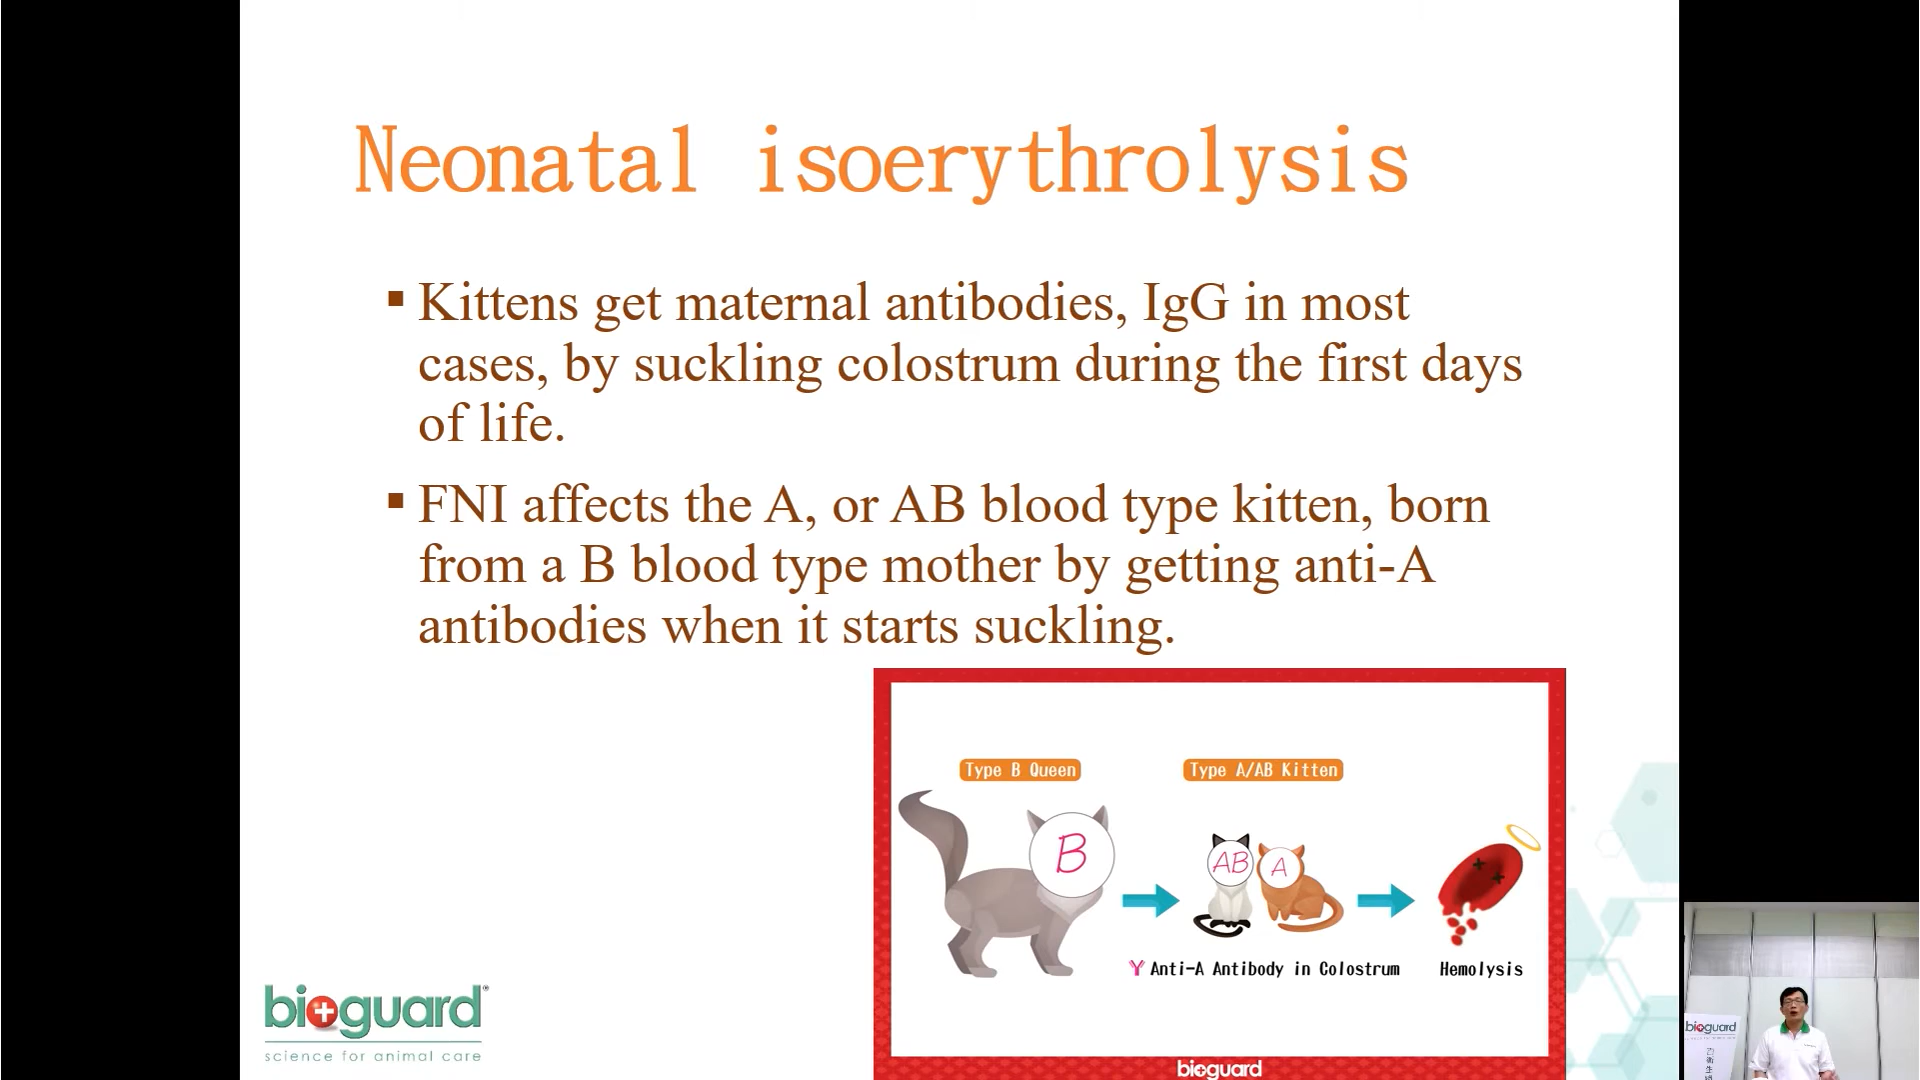 Neonatal isoerythrolysis
▪ Kittens get maternal antibodies, IgG in most
cases, by suckling colostrum during the first days
of life.
▪ FNI affects the A, or AB blood type kitten, born
from a B blood type mother by getting anti-A
antibodies when it starts suckling.
Type B Queen
Type A/AB Kitten
B
AB
A
Anti-A Antibody in Colostrum
Hemolysis
bioguard
bioguard®
science for animal care
bioguard